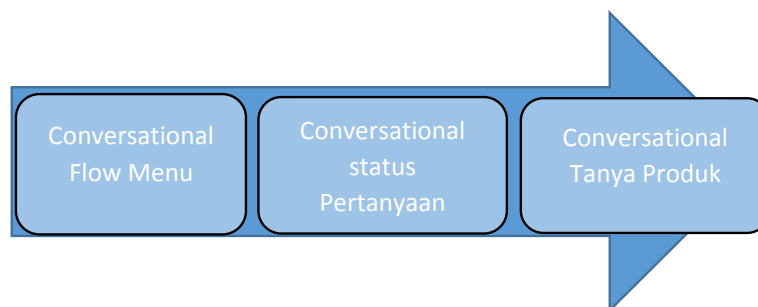 Conversational
Flow Menu
Conversational
status
Pertanyaan
Conversational
Tanya Produk